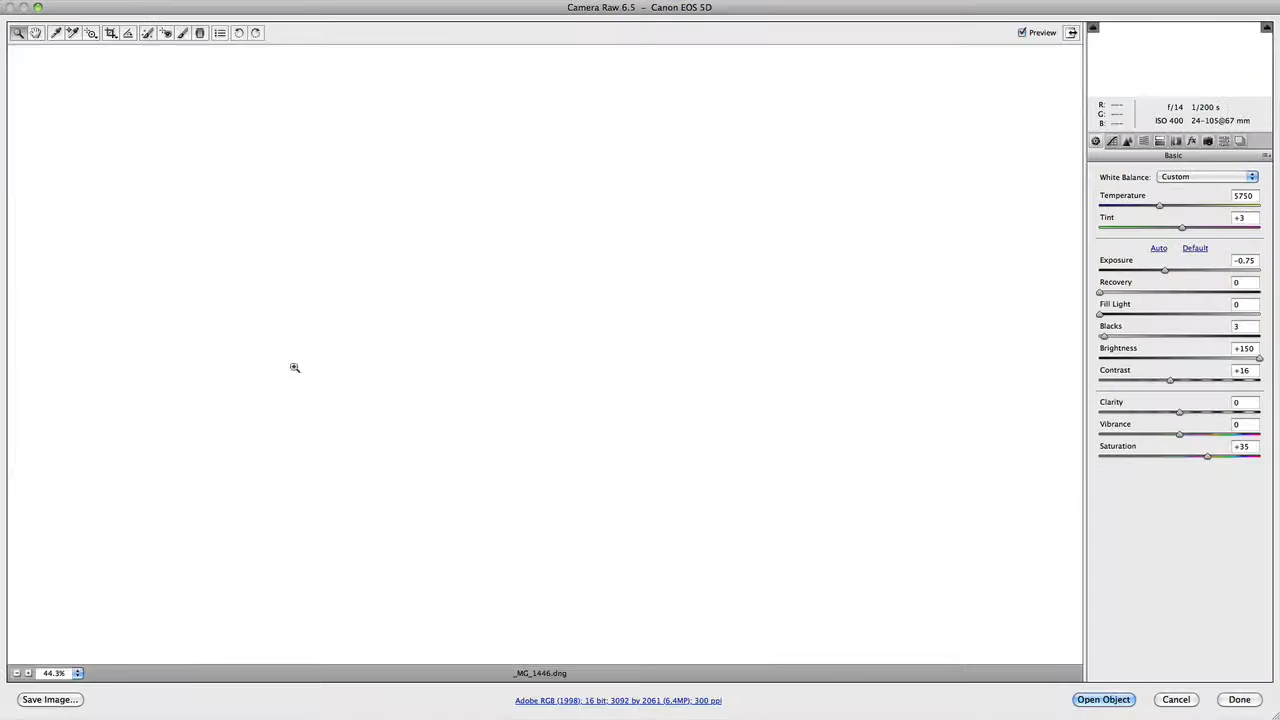 Camera Raw 6.5 - Canon EOS 5D
Preview
R: ---
G: ---
B: ---
f/14 1/200 s
ISO 400 24-105@67 mm
Basic
White Balance: Custom
Temperature 5750
Tint +3
Auto Default
Exposure -0.75
Recovery 0
Fill Light 0
Blacks 3
Brightness +150
Contrast +16
Clarity 0
Vibrance 0
Saturation +35
44.3% _MG_1446.dng
Save Image... Adobe RGB (1998); 16 bit; 3092 by 2061 (6.4MP); 300 ppi Open Object Cancel Done